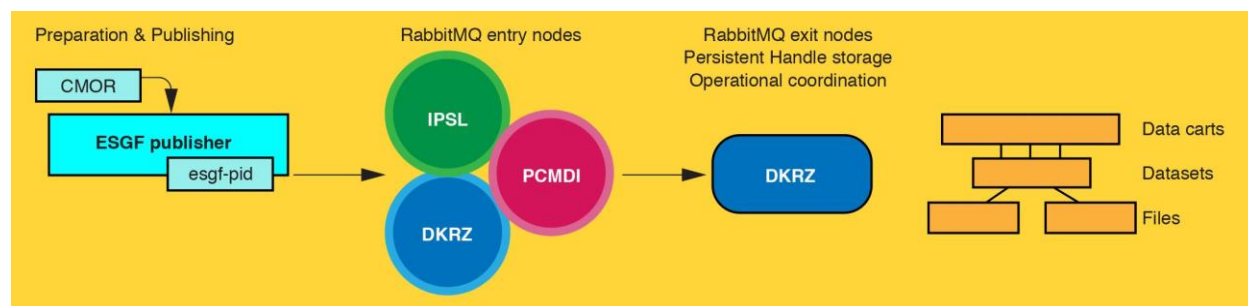 Preparation & Publishing
CMOR
ESGF publisher
esgf-pid
RabbitMQ entry nodes
IPSL
PCMDI
DKRZ
RabbitMQ exit nodes
Persistent Handle storage
Operational coordination
DKRZ
Data carts
Datasets
Files